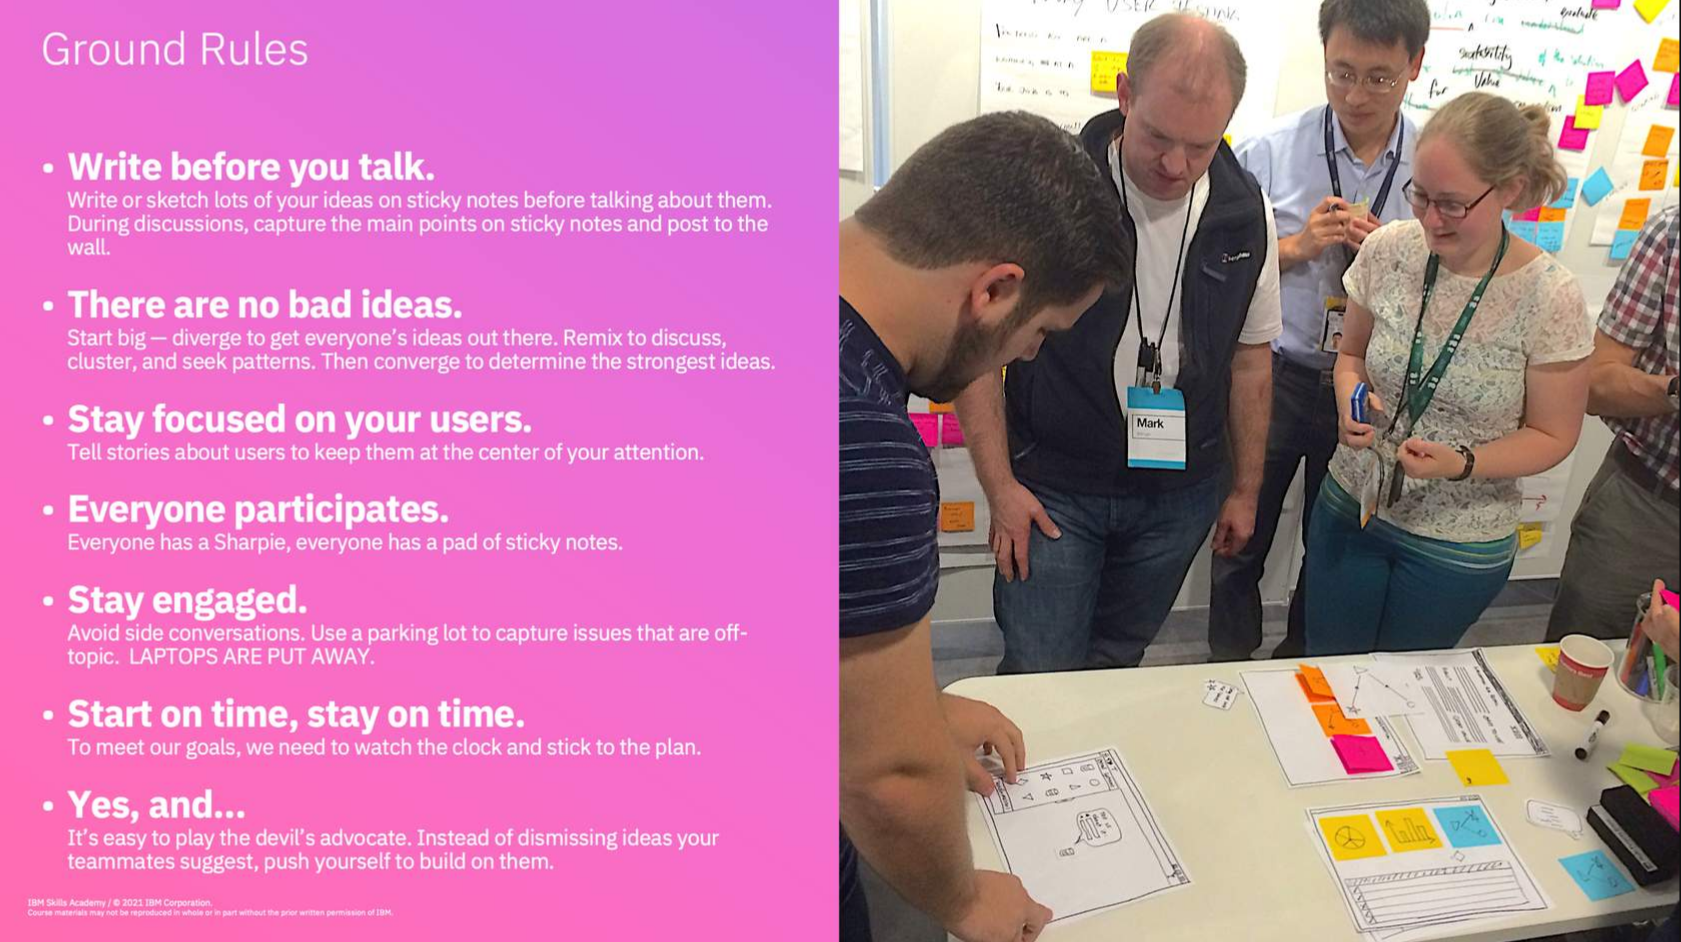 Ground Rules
• Write before you talk.
Write or sketch lots of your ideas on sticky notes before talking about them.
During discussions, capture the main points on sticky notes and post to the
wall.
• There are no bad ideas.
Start big — diverge to get everyone's ideas out there. Remix to discuss,
cluster, and seek patterns. Then converge to determine the strongest ideas.
• Stay focused on your users.
Tell stories about users to keep them at the center of your attention.
• Everyone participates.
Everyone has a Sharpie, everyone has a pad of sticky notes.
• Stay engaged.
Avoid side conversations. Use a parking lot to capture issues that are off-
topic.  LAPTOPS ARE PUT AWAY.
• Start on time, stay on time.
To meet our goals, we need to watch the clock and stick to the plan.
• Yes, and...
It's easy to play the devil's advocate. Instead of dismissing ideas your
teammates suggest, push yourself to build on them.
IBM Skills Academy / © 2021 IBM Corporation.
Course materials may not be reproduced in whole or in part without the prior written permission of IBM.
USER TESTING
of the solution
Value
for
Mark